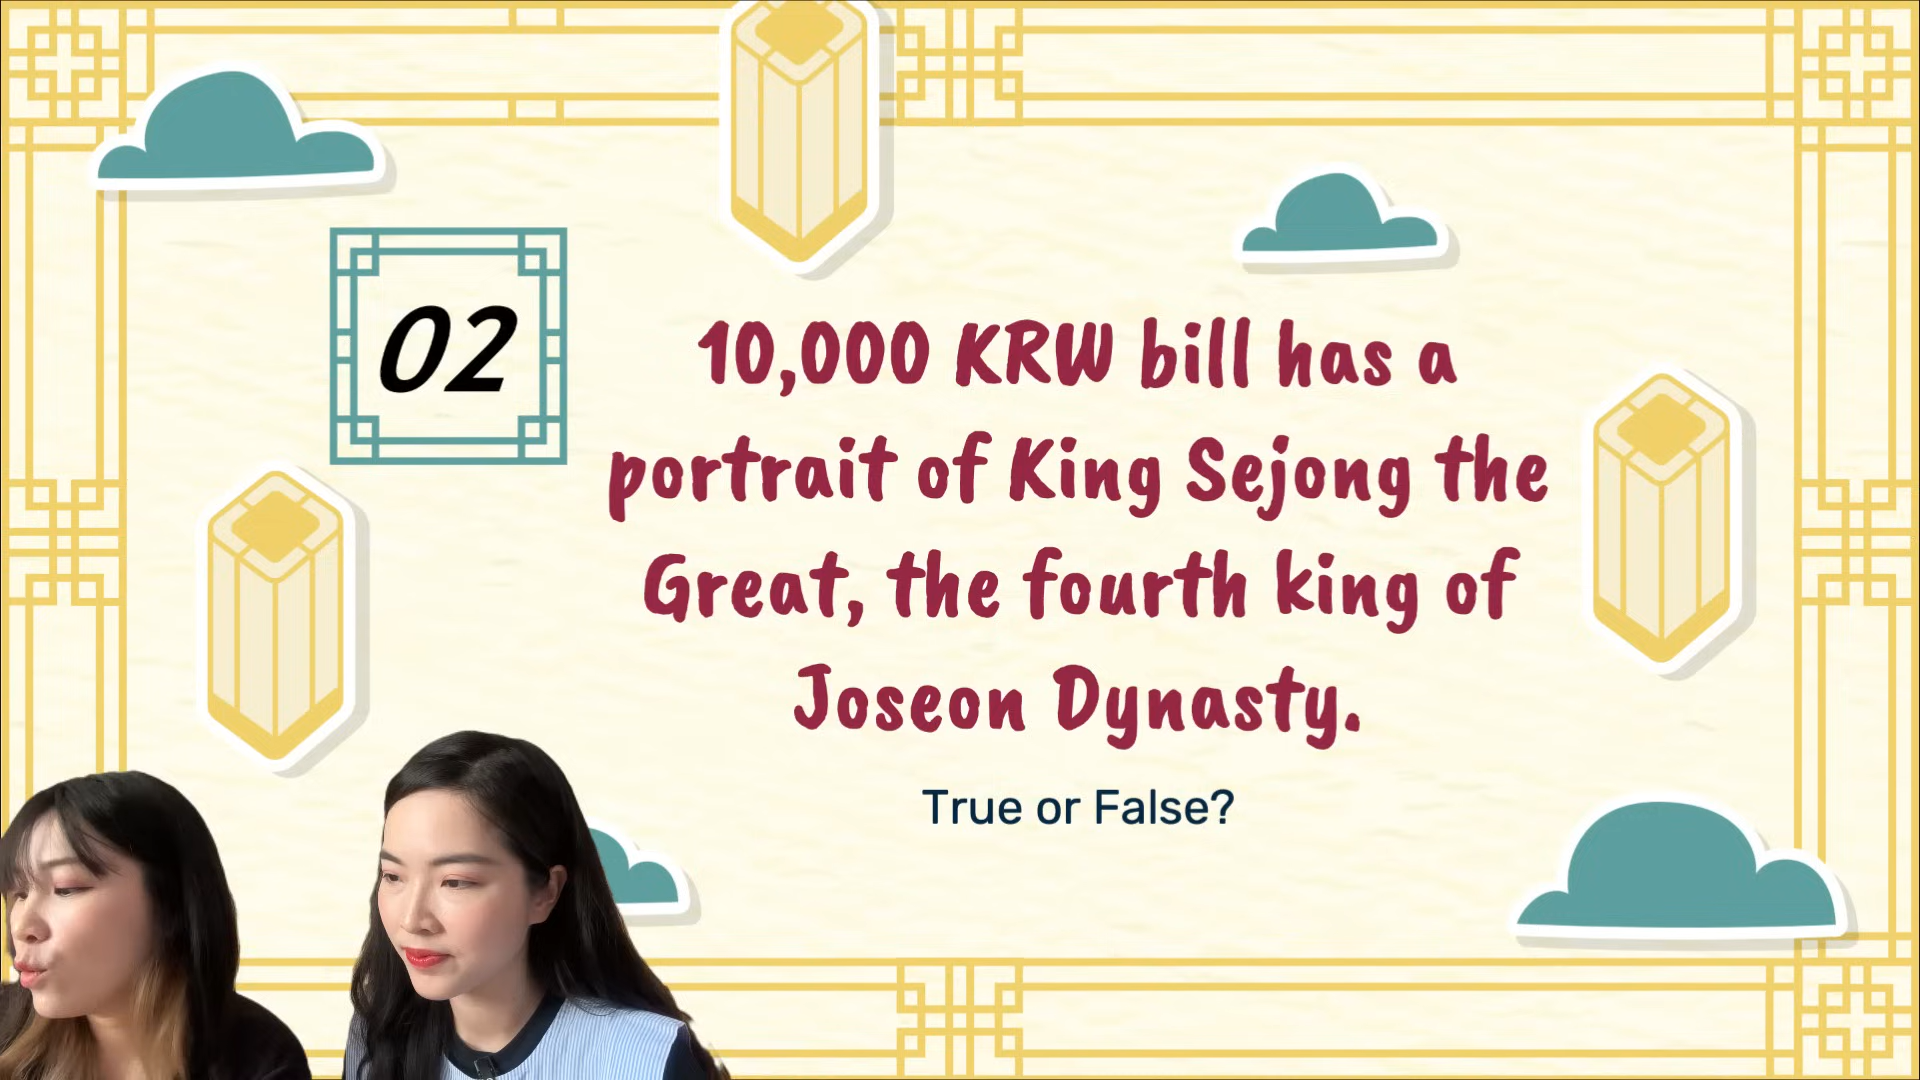 02
10,000 KRW bill has a
portrait of King Sejong the
Great, the fourth king of
Joseon Dynasty.
True or False?